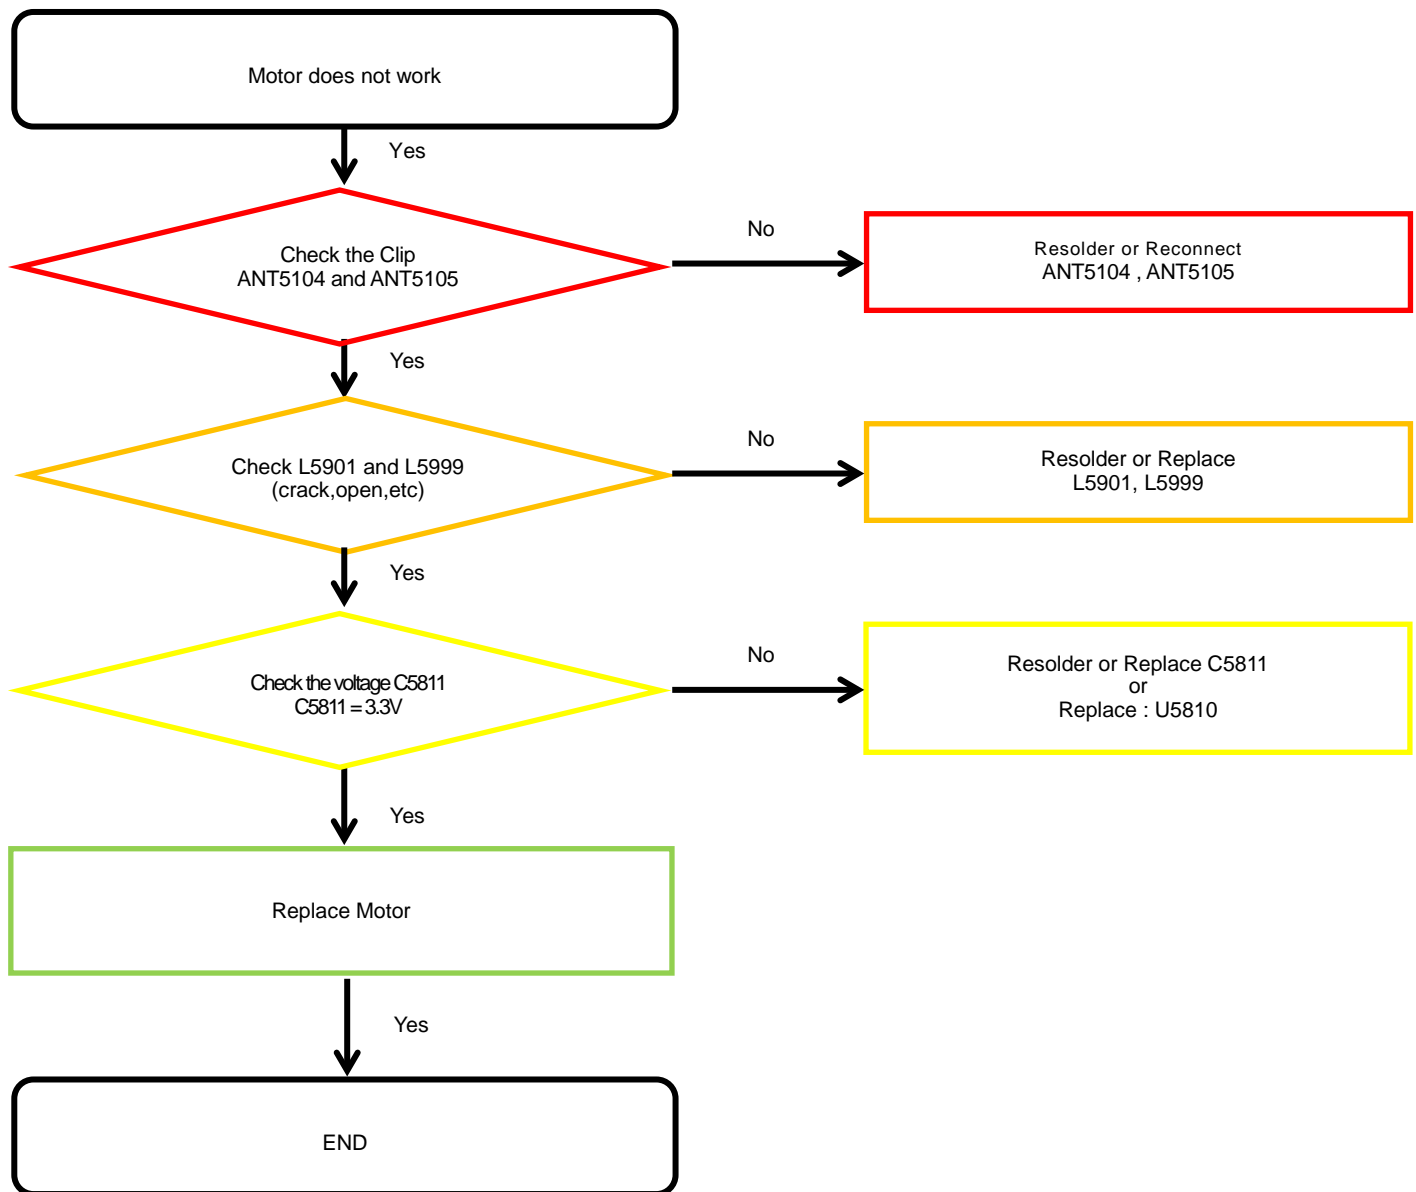 Motor does not work
Yes
Check the Clip
ANT5104 and ANT5105
No
Resolder or Reconnect
ANT5104 , ANT5105
Yes
Check L5901 and L5999
(crack,open,etc)
No
Resolder or Replace
L5901, L5999
Yes
Check the voltage C5811
C5811 = 3.3V
No
Resolder or Replace C5811
or
Replace : U5810
Yes
Replace Motor
Yes
END